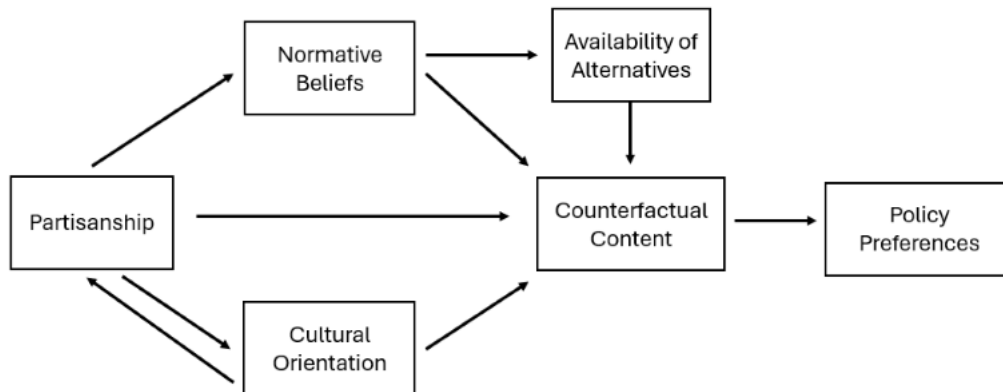 Normative
Beliefs
Availability of
Alternatives
Partisanship
Counterfactual
Content
Policy
Preferences
Cultural
Orientation